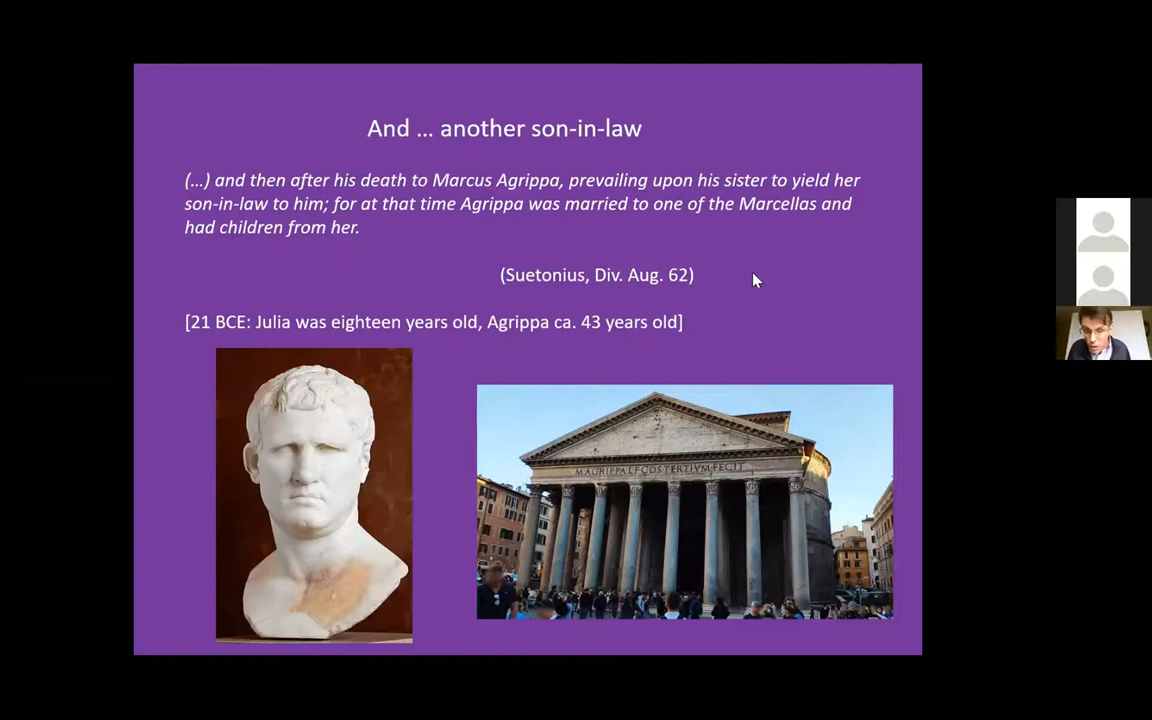 And ... another son-in-law
(...) and then after his death to Marcus Agrippa, prevailing upon his sister to yield her
son-in-law to him; for at that time Agrippa was married to one of the Marcellas and
had children from her.
(Suetonius, Div. Aug. 62)
[21 BCE: Julia was eighteen years old, Agrippa ca. 43 years old]
M·AGRIPPA·L·F·COS·TERTIVM·FECIT